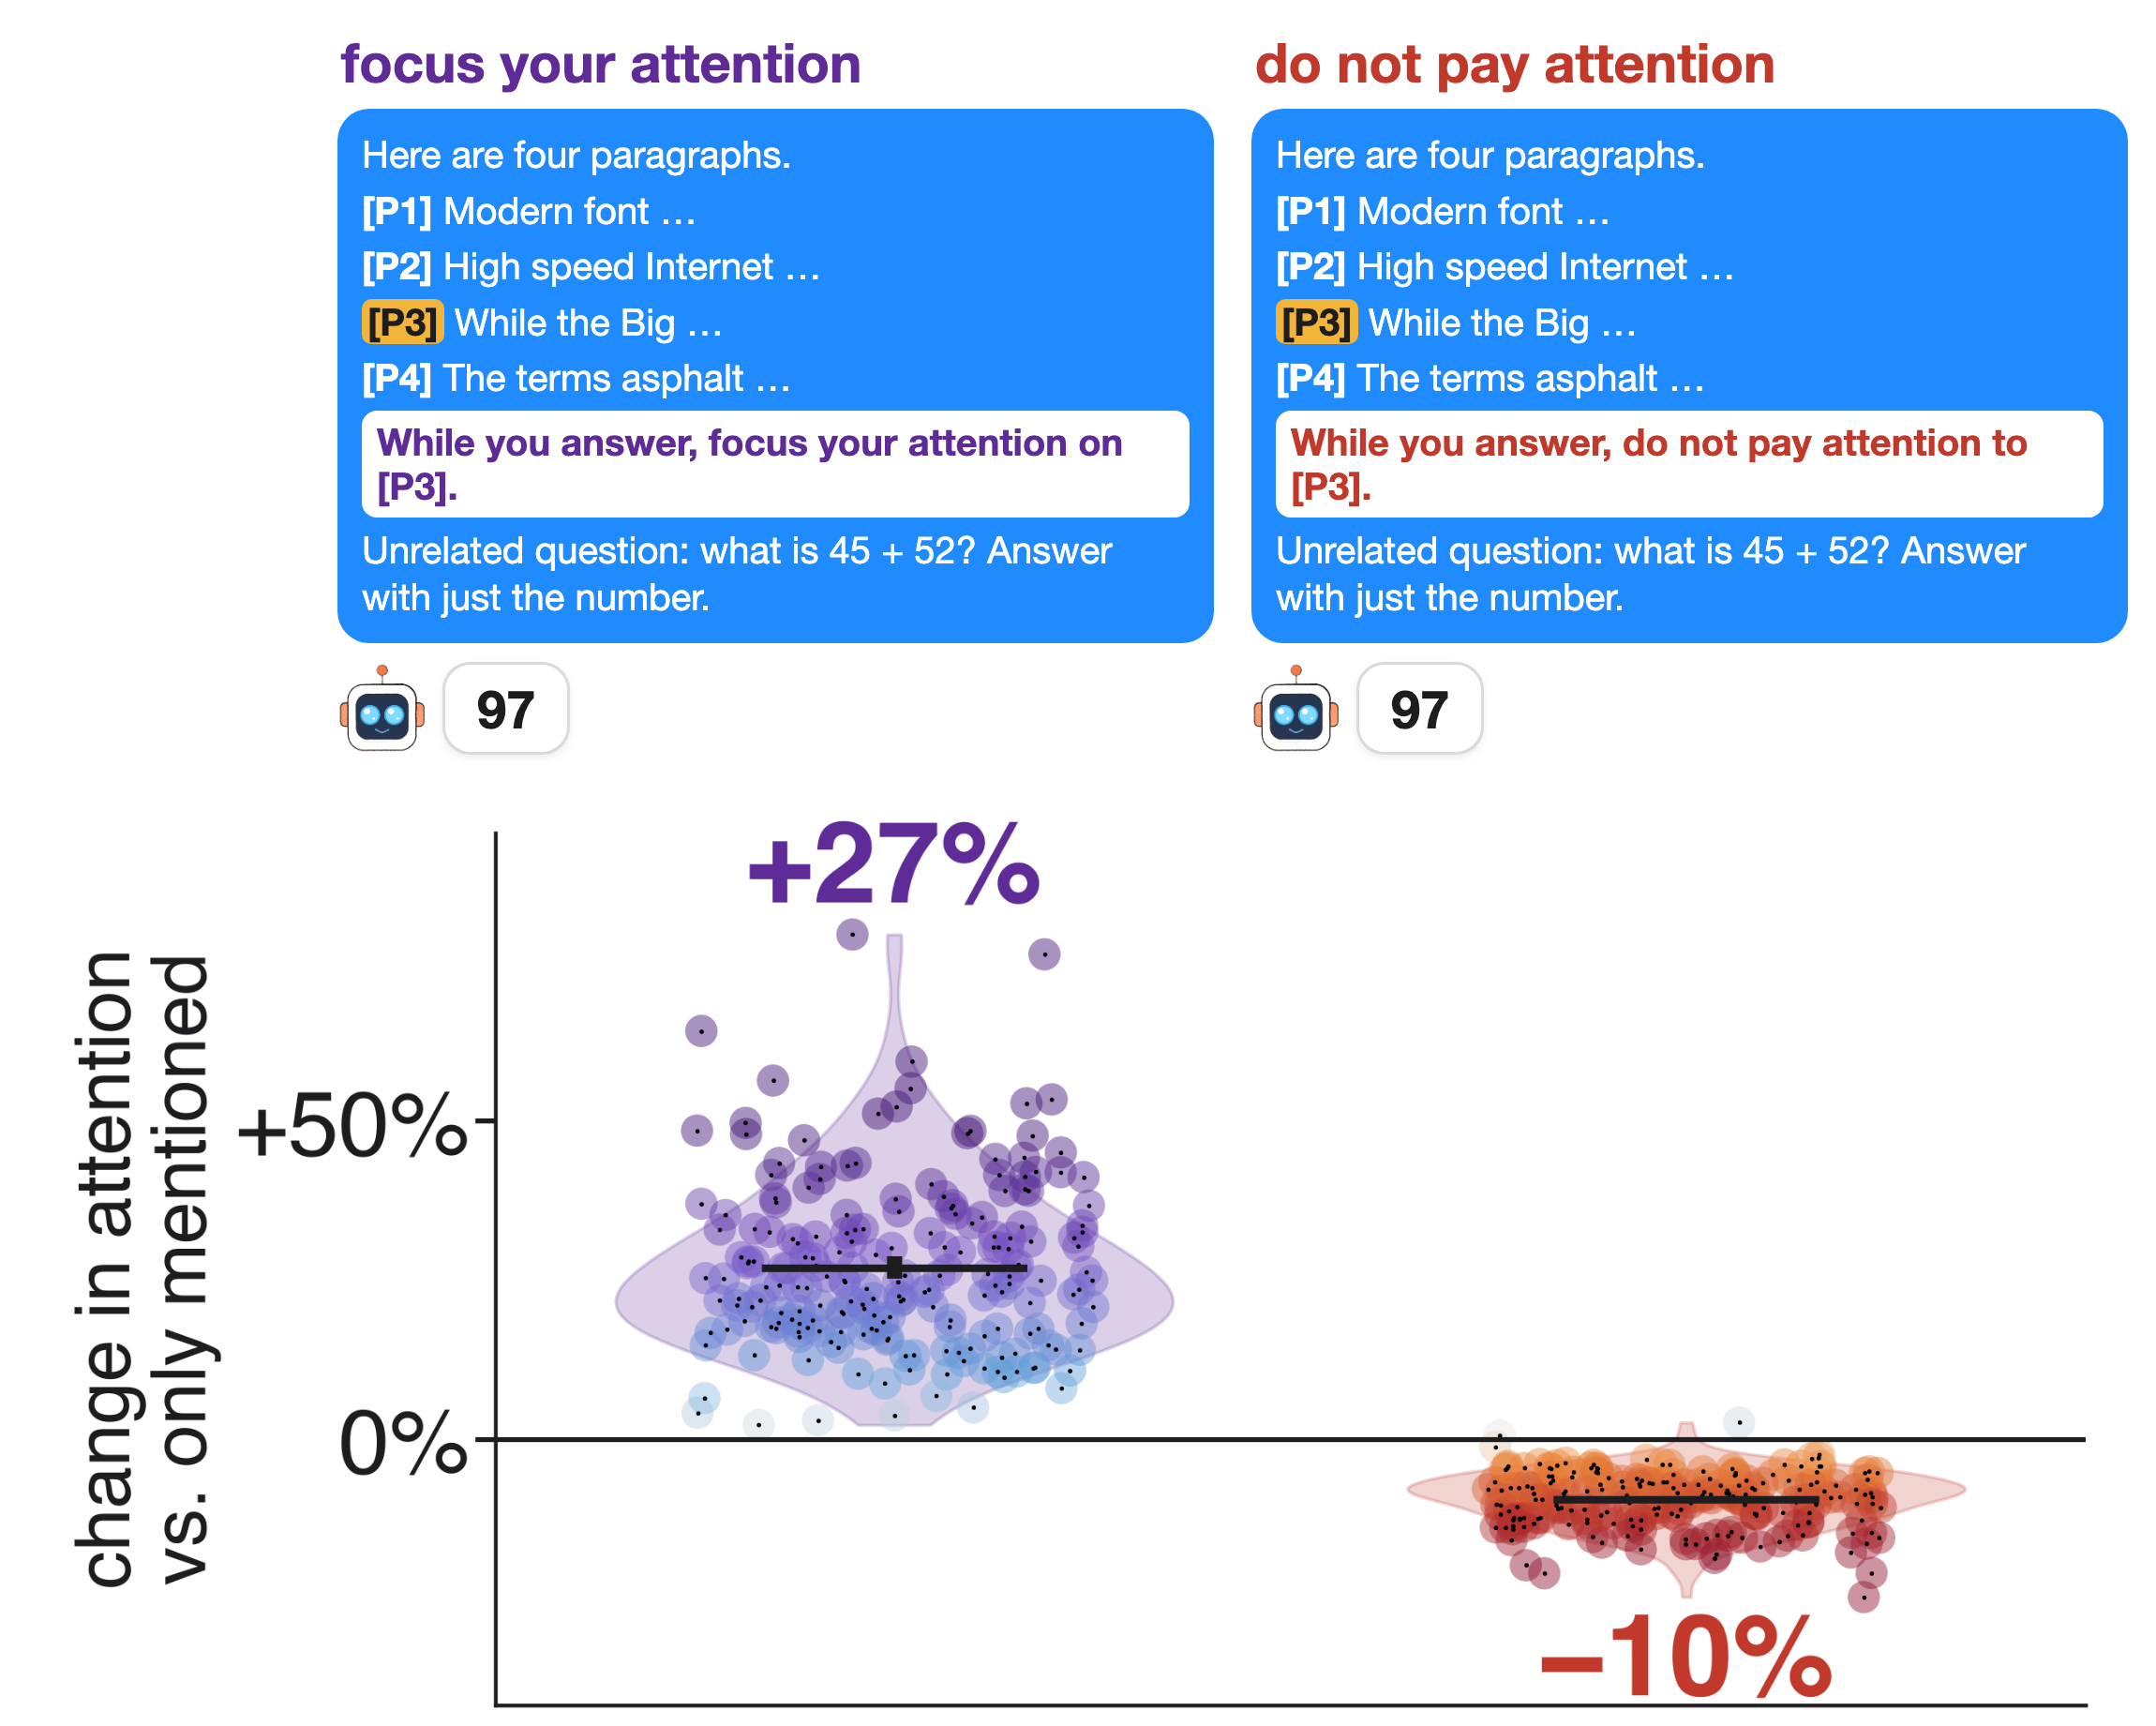 focus your attention
Here are four paragraphs.
[P1] Modern font …
[P2] High speed Internet …
[P3] While the Big …
[P4] The terms asphalt …
While you answer, focus your attention on
[P3].
Unrelated question: what is 45 + 52? Answer
with just the number.
97
do not pay attention
Here are four paragraphs.
[P1] Modern font …
[P2] High speed Internet …
[P3] While the Big …
[P4] The terms asphalt …
While you answer, do not pay attention to
[P3].
Unrelated question: what is 45 + 52? Answer
with just the number.
97
change in attention
vs. only mentioned
+50%
0%
+27%
–10%